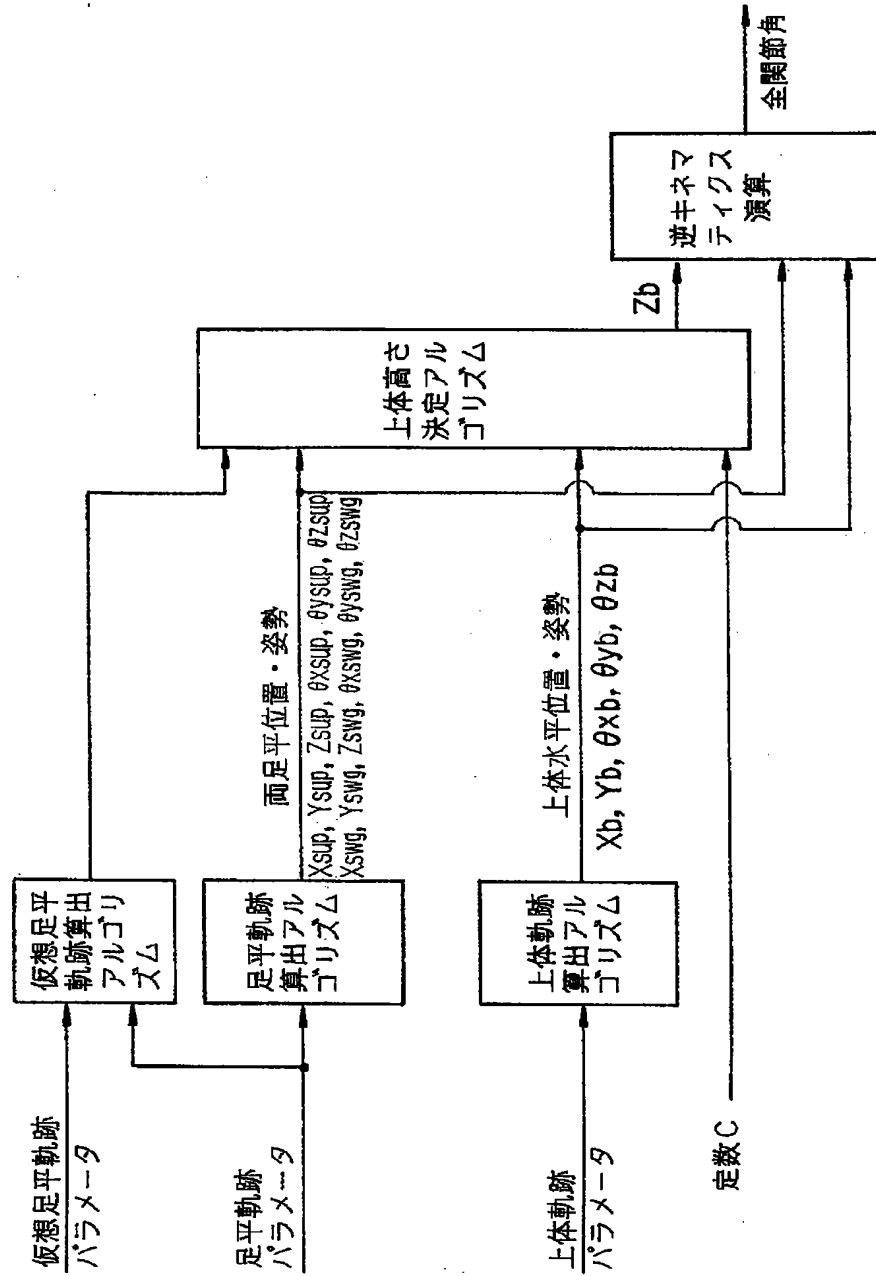 仮想足平軌跡
パラメータ
仮想足平
軌跡算出
アルゴリ
ズム
足平軌跡
パラメータ
足平軌跡
算出アル
ゴリズム
両足平位置・姿勢
Xsup, Ysup, Zsup, θxsup, θysup, θzsup
Xswg, Yswg, Zswg, θxswg, θyswg, θzswg
上体軌跡
パラメータ
上体軌跡
算出アル
ゴリズム
上体水平位置・姿勢
Xb, Yb, θxb, θyb, θzb
定数C
上体高さ
決定アル
ゴリズム
Zb
逆キネマ
ティクス
演算
全関節角